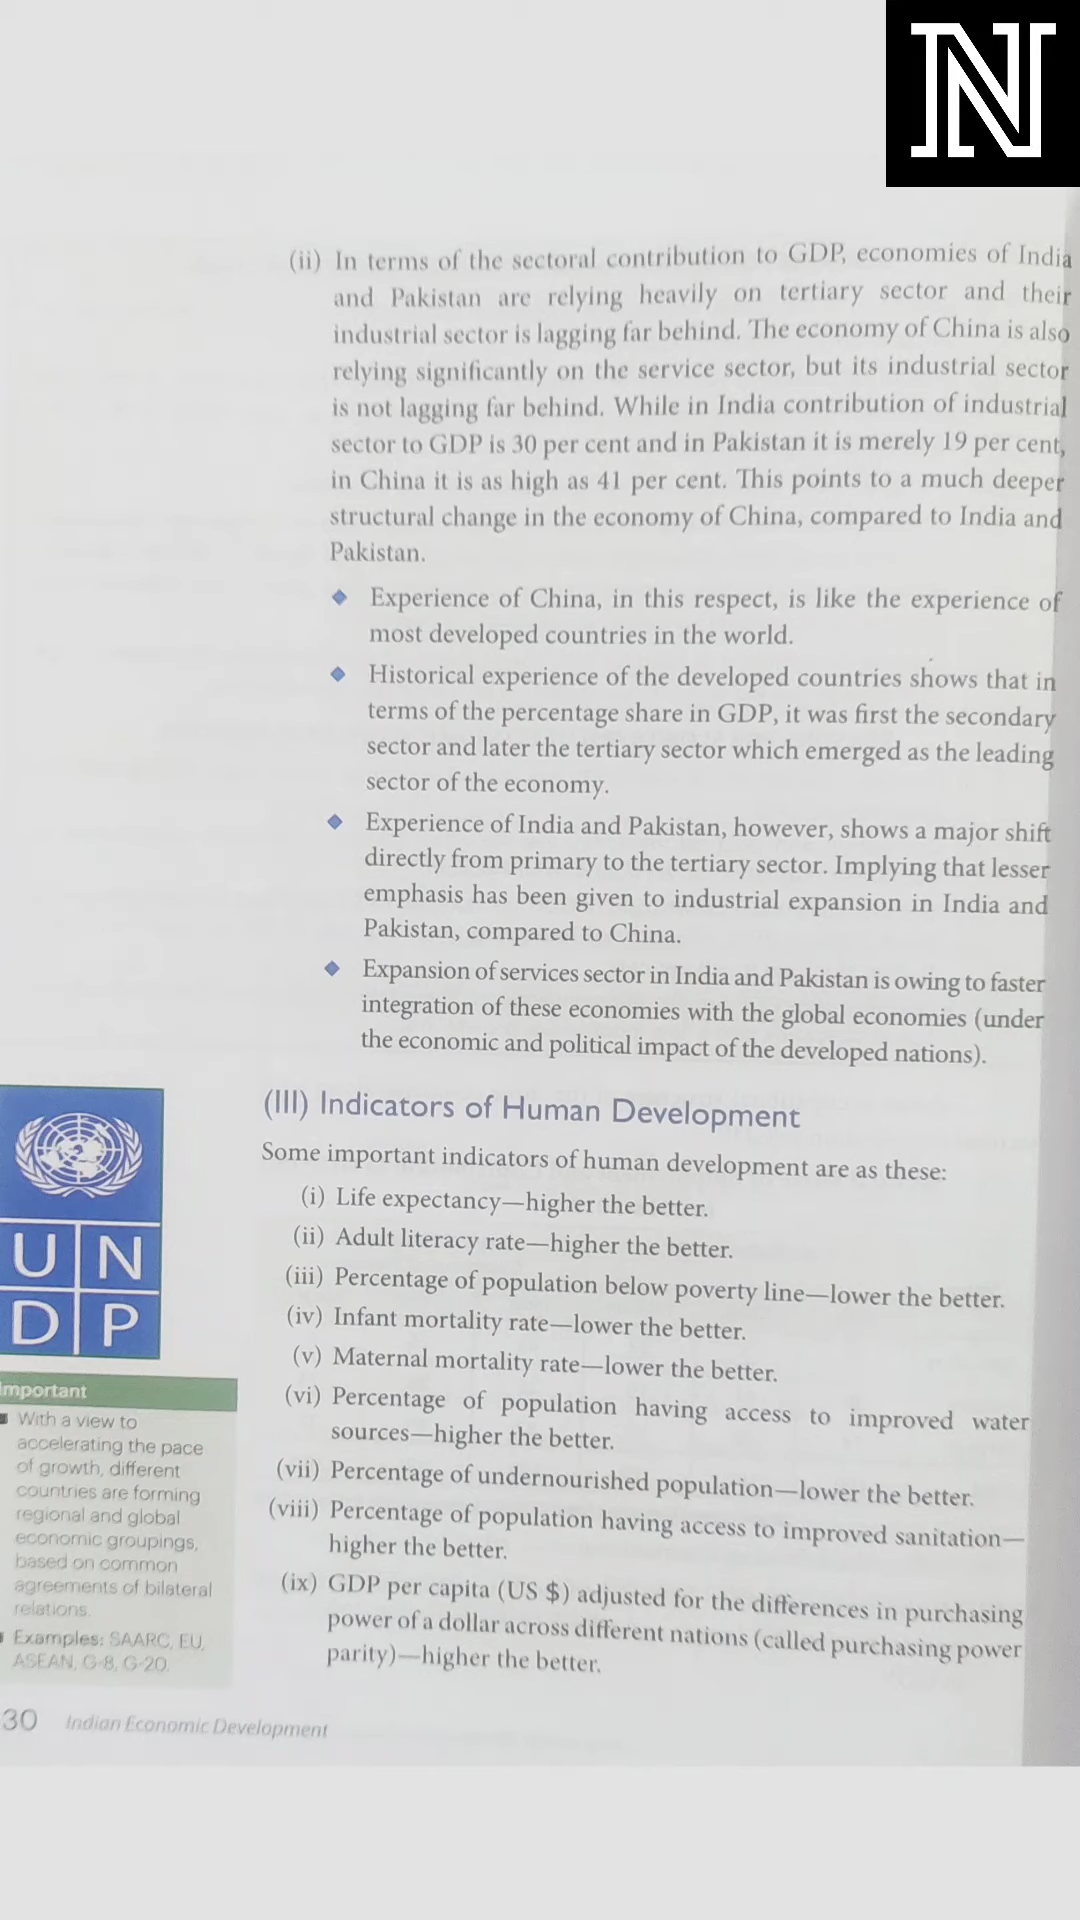 N
(ii) In terms of the sectoral contribution to GDP, economies of India
and Pakistan are relying heavily on tertiary sector and their
industrial sector is lagging far behind. The economy of China is also
relying significantly on the service sector, but its industrial sector
is not lagging far behind. While in India contribution of industrial
sector to GDP is 30 per cent and in Pakistan it is merely 19 per cent,
in China it is as high as 41 per cent. This points to a much deeper
structural change in the economy of China, compared to India and
Pakistan.
◆ Experience of China, in this respect, is like the experience of
most developed countries in the world.
◆ Historical experience of the developed countries shows that in
terms of the percentage share in GDP, it was first the secondary
sector and later the tertiary sector which emerged as the leading
sector of the economy.
◆ Experience of India and Pakistan, however, shows a major shift
directly from primary to the tertiary sector. Implying that lesser
emphasis has been given to industrial expansion in India and
Pakistan, compared to China.
◆ Expansion of services sector in India and Pakistan is owing to faster
integration of these economies with the global economies (under
the economic and political impact of the developed nations).
(III) Indicators of Human Development
Some important indicators of human development are as these:
(i) Life expectancy—higher the better.
(ii) Adult literacy rate—higher the better.
(iii) Percentage of population below poverty line—lower the better.
(iv) Infant mortality rate—lower the better.
(v) Maternal mortality rate—lower the better.
(vi) Percentage of population having access to improved water
sources—higher the better.
(vii) Percentage of undernourished population—lower the better.
(viii) Percentage of population having access to improved sanitation—
higher the better.
(ix) GDP per capita (US $) adjusted for the differences in purchasing
power of a dollar across different nations (called purchasing power
parity)—higher the better.
U N
D P
Important
With a view to
accelerating the pace
of growth, different
countries are forming
regional and global
economic groupings,
based on common
agreements of bilateral
relations.
Examples: SAARC, EU,
ASEAN, G-8, G-20.
30 Indian Economic Development